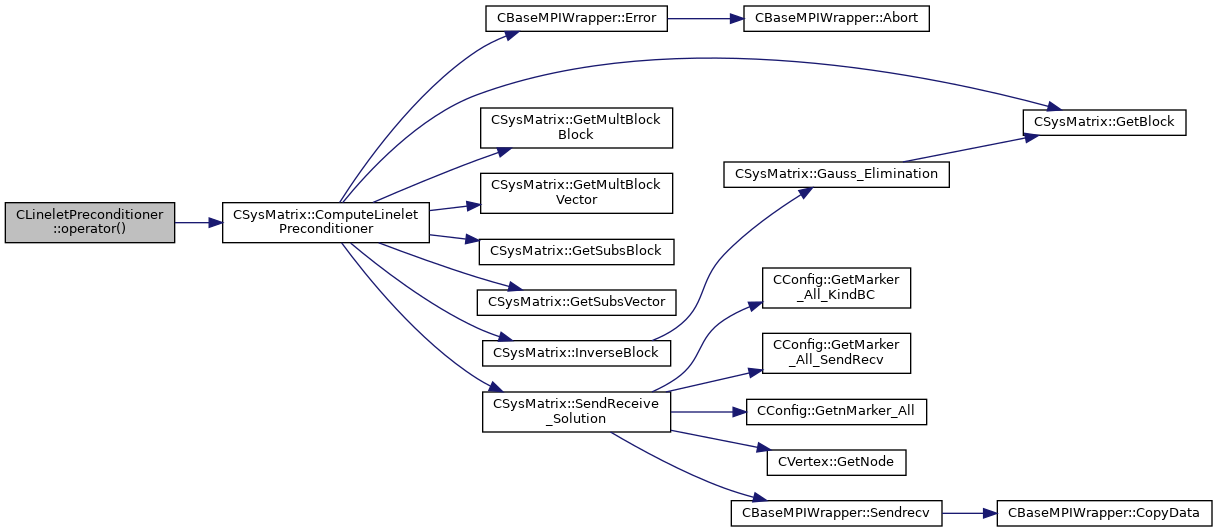 CLineletPreconditioner
::operator()
CSysMatrix::ComputeLinelet
Preconditioner
CBaseMPIWrapper::Error
CBaseMPIWrapper::Abort
CSysMatrix::GetBlock
CSysMatrix::GetMultBlock
Block
CSysMatrix::GetMultBlock
Vector
CSysMatrix::GetSubsBlock
CSysMatrix::GetSubsVector
CSysMatrix::InverseBlock
CSysMatrix::Gauss_Elimination
CSysMatrix::SendReceive
_Solution
CConfig::GetMarker
_All_KindBC
CConfig::GetMarker
_All_SendRecv
CConfig::GetnMarker_All
CVertex::GetNode
CBaseMPIWrapper::Sendrecv
CBaseMPIWrapper::CopyData